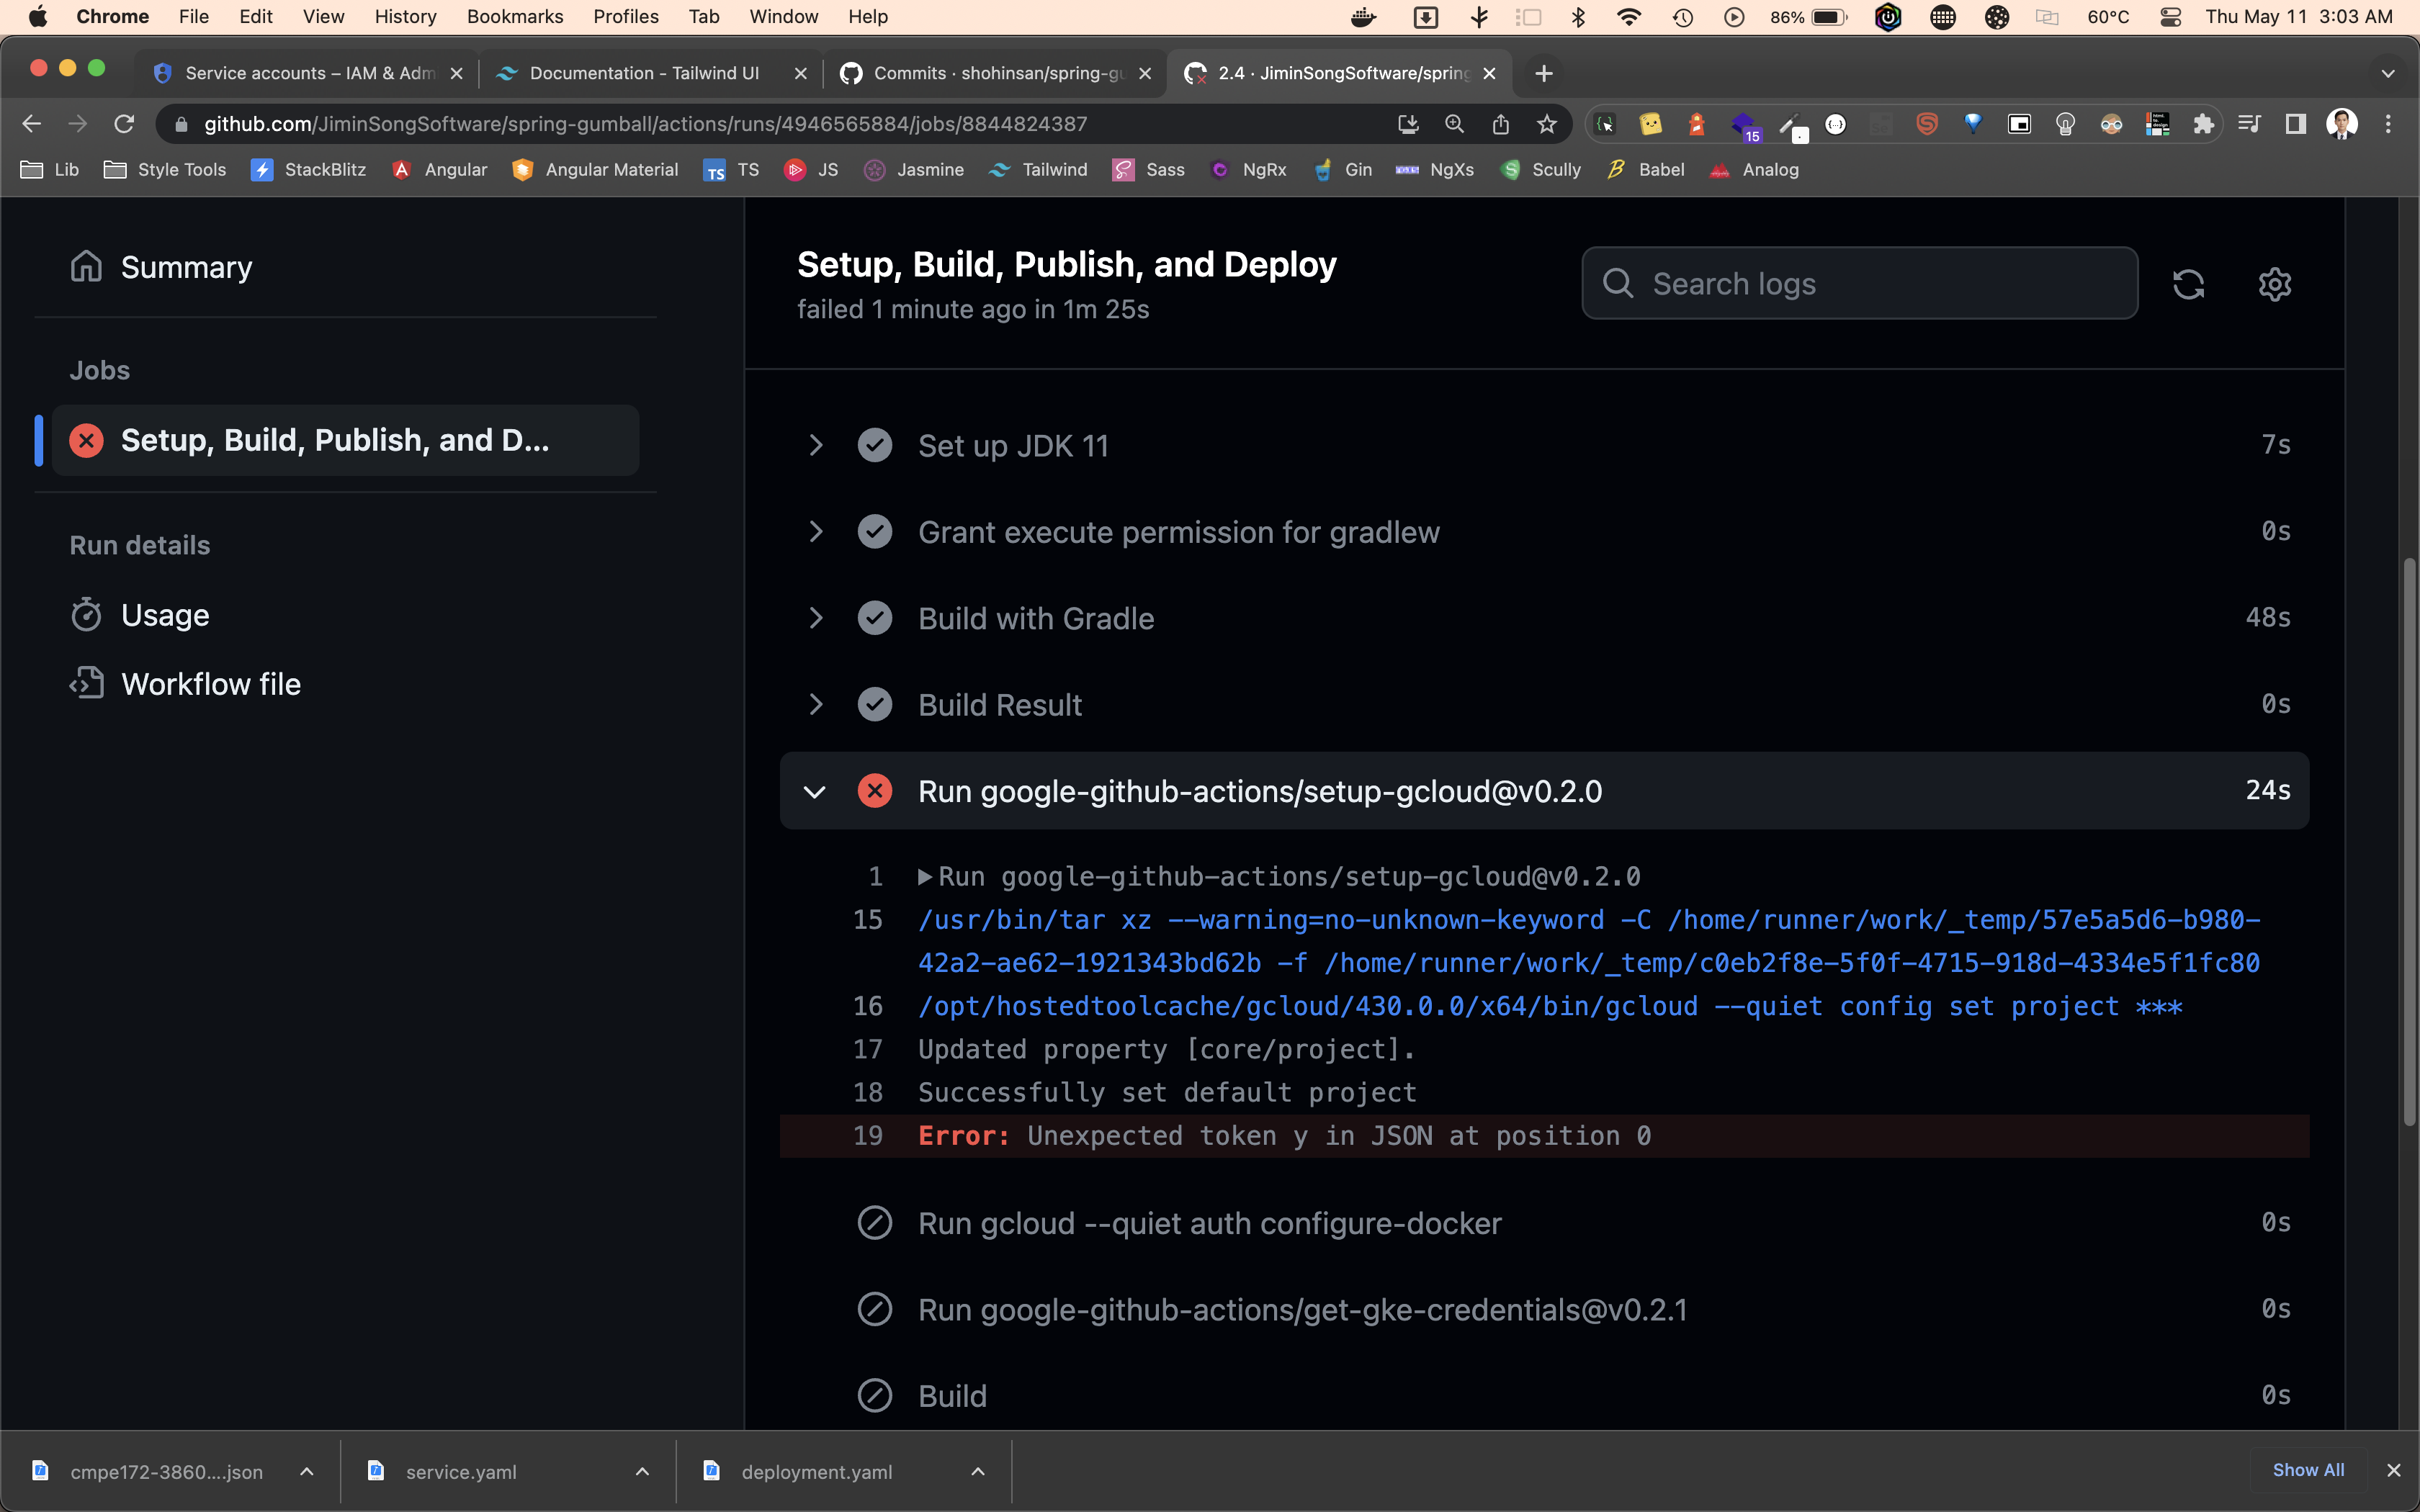 Chrome File Edit View History Bookmarks Profiles Tab Window Help 86% 60°C Thu May 11 3:03 AM
Service accounts – IAM & Adm Documentation - Tailwind UI Commits · shohinsan/spring-gu 2.4 · JiminSongSoftware/spring
github.com/JiminSongSoftware/spring-gumball/actions/runs/4946565884/jobs/8844824387 15
Lib Style Tools StackBlitz Angular Angular Material TS TS JS Jasmine Tailwind Sass NgRx Gin NgXs Scully Babel Analog
Summary
Jobs
Setup, Build, Publish, and D...
Run details
Usage
Workflow file
Setup, Build, Publish, and Deploy
failed 1 minute ago in 1m 25s
Search logs
Set up JDK 11 7s
Grant execute permission for gradlew 0s
Build with Gradle 48s
Build Result 0s
Run google-github-actions/setup-gcloud@v0.2.0 24s
1 Run google-github-actions/setup-gcloud@v0.2.0
15 /usr/bin/tar xz --warning=no-unknown-keyword -C /home/runner/work/_temp/57e5a5d6-b980-
42a2-ae62-1921343bd62b -f /home/runner/work/_temp/c0eb2f8e-5f0f-4715-918d-4334e5f1fc80
16 /opt/hostedtoolcache/gcloud/430.0.0/x64/bin/gcloud --quiet config set project ***
17 Updated property [core/project].
18 Successfully set default project
19 Error: Unexpected token y in JSON at position 0
Run gcloud --quiet auth configure-docker 0s
Run google-github-actions/get-gke-credentials@v0.2.1 0s
Build 0s
cmpe172-3860....json service.yaml deployment.yaml Show All